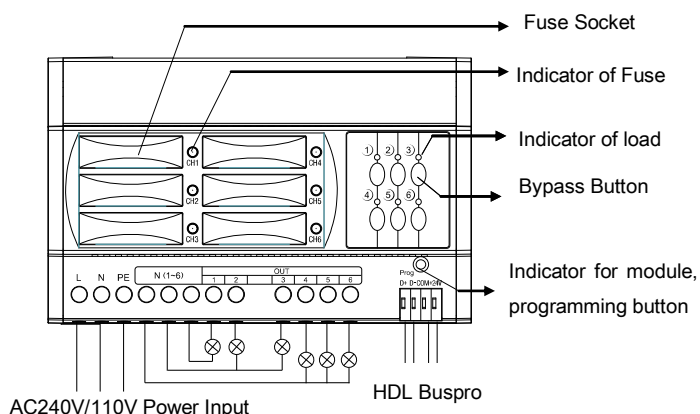 Fuse Socket
Indicator of Fuse
Indicator of load
Bypass Button
Indicator for module,
programming button
CH1
CH4
CH2
CH5
CH3
CH6
1 2 3
4 5 6
Prog
L N PE N (1~6) OUT
1 2 3 4 5 6
D+ D- COM +24V
HDL Buspro
AC240V/110V Power Input